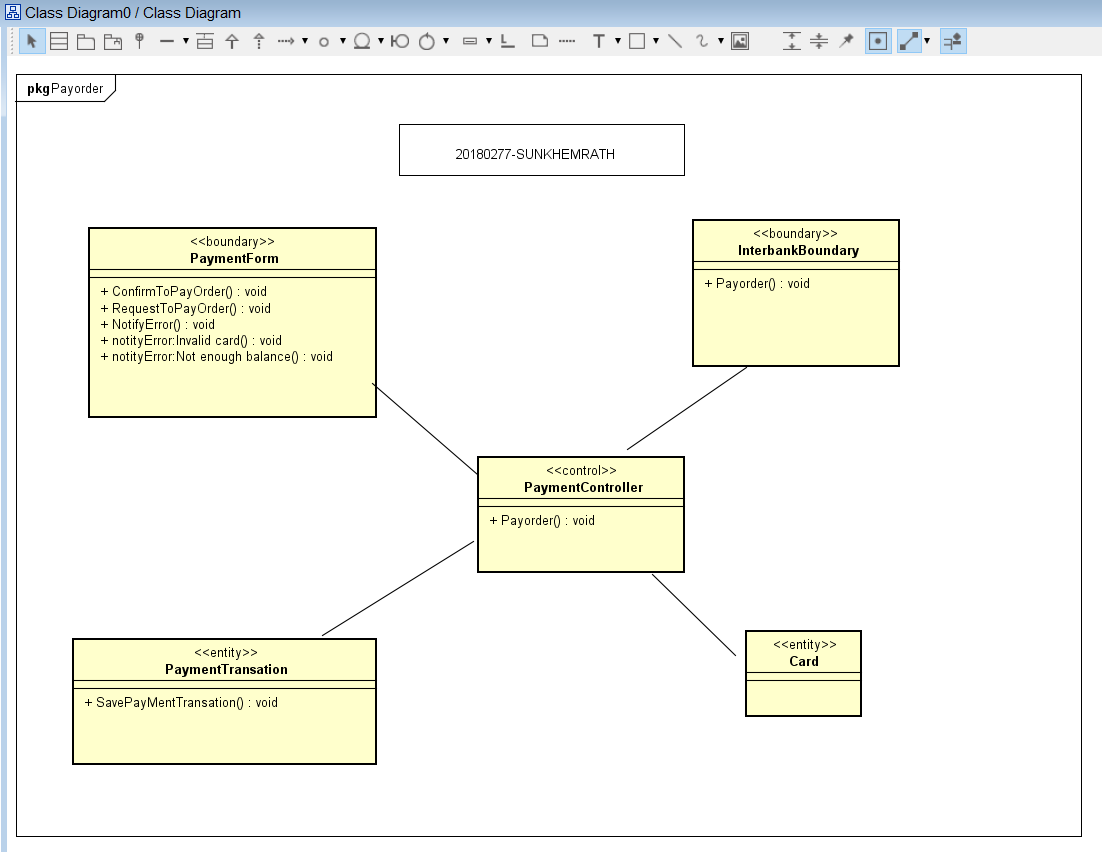 Class Diagram0 / Class Diagram
pkg Payorder
20180277-SUNKHEMRATH
<<boundary>>
PaymentForm
+ ConfirmToPayOrder() : void
+ RequestToPayOrder() : void
+ NotifyError() : void
+ notityError:Invalid card() : void
+ notityError:Not enough balance() : void
<<boundary>>
InterbankBoundary
+ Payorder() : void
<<control>>
PaymentController
+ Payorder() : void
<<entity>>
PaymentTransation
+ SavePayMentTransation() : void
<<entity>>
Card